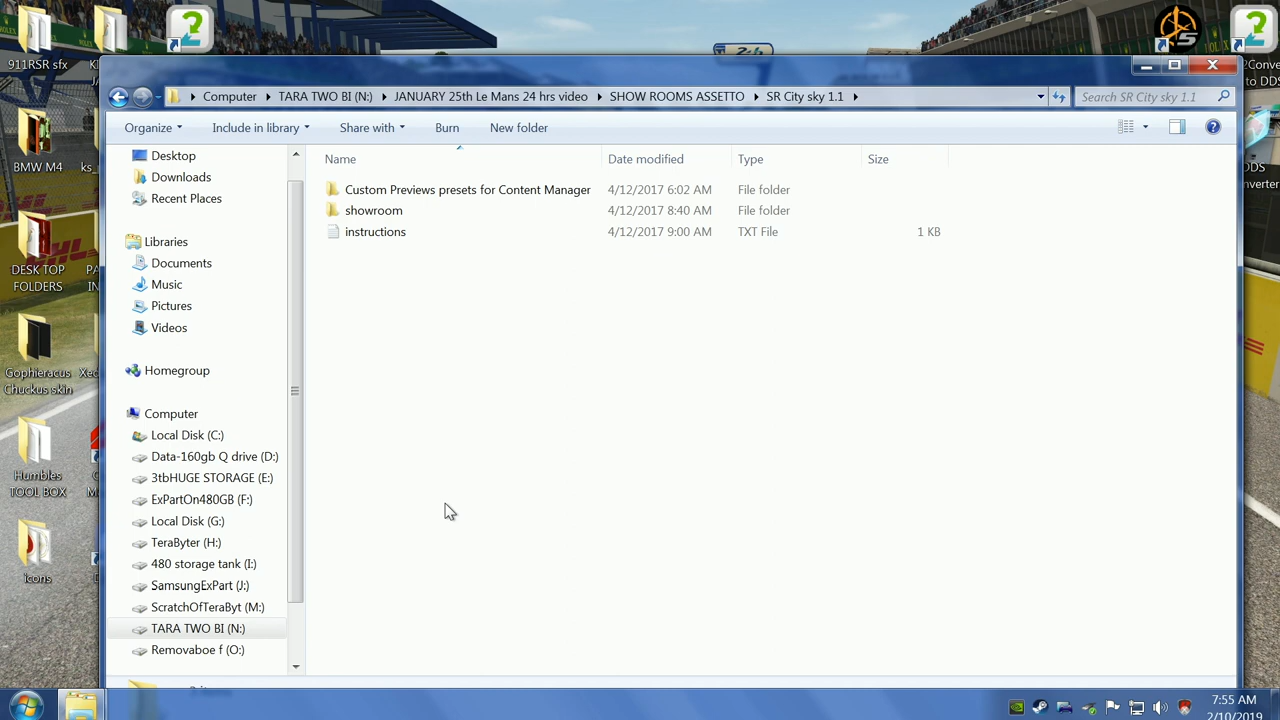 911RSR sfx
BMW M4
DESK TOP
FOLDERS
Gophieracus
Chuckus skin
Humbles
TOOL BOX
icons
Computer
TARA TWO BI (N:)
JANUARY 25th Le Mans 24 hrs video
SHOW ROOMS ASSETTO
SR City sky 1.1
Search SR City sky 1.1
Organize
Include in library
Share with
Burn
New folder
Desktop
Downloads
Recent Places
Libraries
Documents
Music
Pictures
Videos
Homegroup
Computer
Local Disk (C:)
Data-160gb Q drive (D:)
3tbHUGE STORAGE (E:)
ExPartOn480GB (F:)
Local Disk (G:)
TeraByter (H:)
480 storage tank (I:)
SamsungExPart (J:)
ScratchOfTeraByt (M:)
TARA TWO BI (N:)
Removaboe f (O:)
Name Date modified Type Size
Custom Previews presets for Content Manager 4/12/2017 6:02 AM File folder
showroom 4/12/2017 8:40 AM File folder
instructions 4/12/2017 9:00 AM TXT File 1 KB
to DDS
7:55 AM
2/10/2019